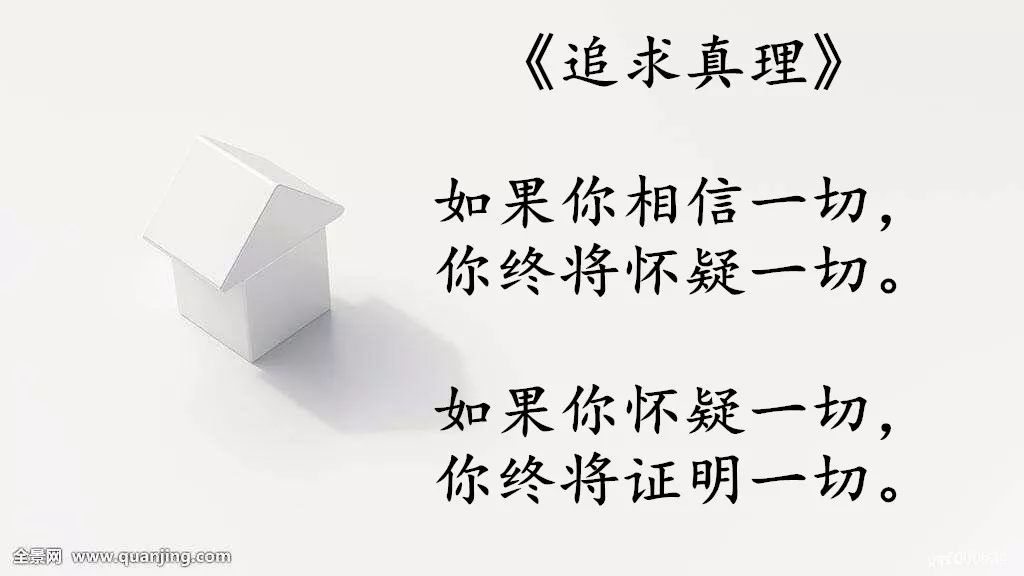 《追求真理》
如果你相信一切，
你终将怀疑一切。
如果你怀疑一切，
你终将证明一切。
全景网 www.quanjing.com